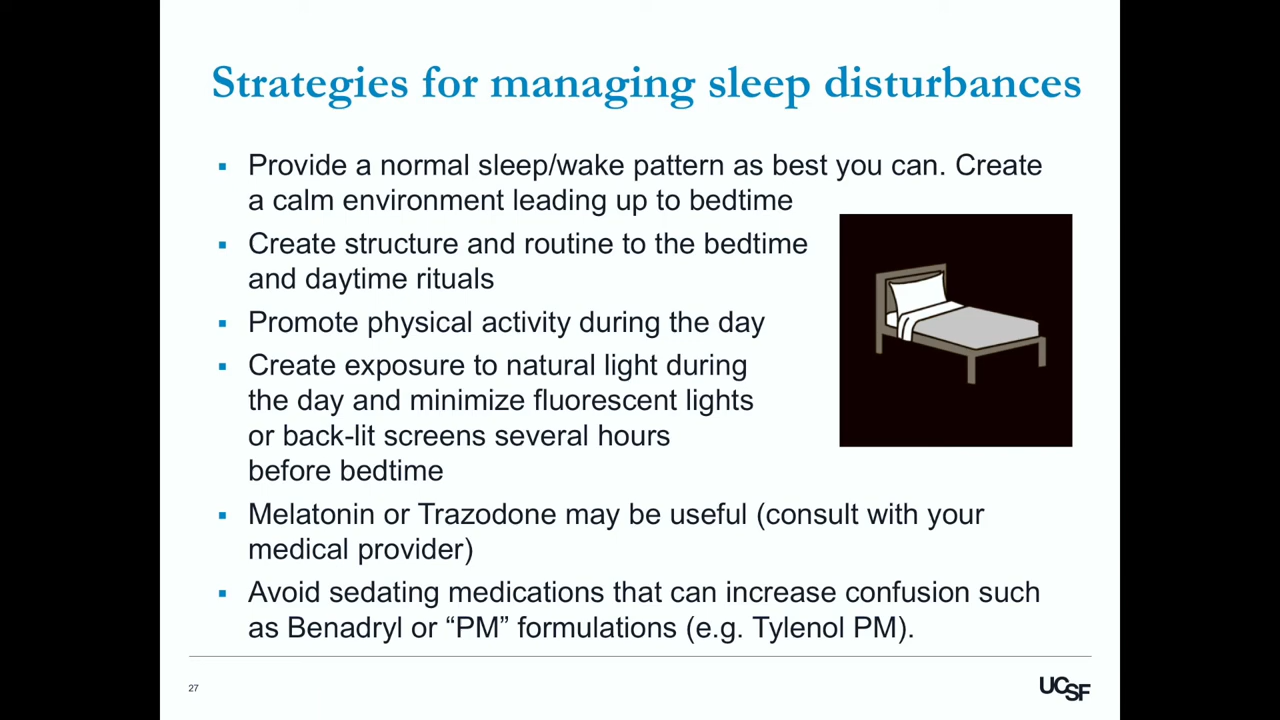 Strategies for managing sleep disturbances
▪ Provide a normal sleep/wake pattern as best you can. Create
a calm environment leading up to bedtime
▪ Create structure and routine to the bedtime
and daytime rituals
▪ Promote physical activity during the day
▪ Create exposure to natural light during
the day and minimize fluorescent lights
or back-lit screens several hours
before bedtime
▪ Melatonin or Trazodone may be useful (consult with your
medical provider)
▪ Avoid sedating medications that can increase confusion such
as Benadryl or “PM” formulations (e.g. Tylenol PM).
27
UCSF